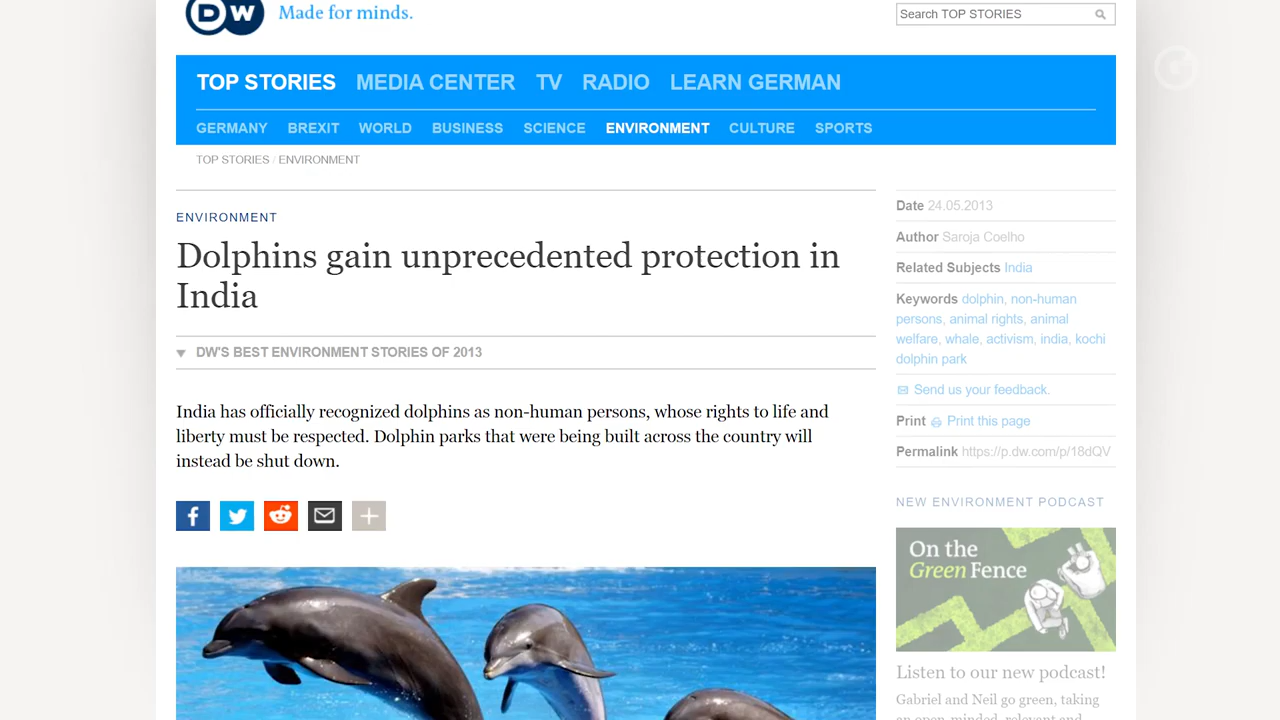 DW Made for minds.
Search TOP STORIES
TOP STORIES MEDIA CENTER TV RADIO LEARN GERMAN
GERMANY BREXIT WORLD BUSINESS SCIENCE ENVIRONMENT CULTURE SPORTS
TOP STORIES / ENVIRONMENT
ENVIRONMENT
Dolphins gain unprecedented protection in
India
DW'S BEST ENVIRONMENT STORIES OF 2013
India has officially recognized dolphins as non-human persons, whose rights to life and
liberty must be respected. Dolphin parks that were being built across the country will
instead be shut down.
Date 24.05.2013
Author Saroja Coelho
Related Subjects India
Keywords dolphin, non-human
persons, animal rights, animal
welfare, whale, activism, india, kochi
dolphin park
Send us your feedback.
Print Print this page
Permalink https://p.dw.com/p/18dQV
NEW ENVIRONMENT PODCAST
On the
Green Fence
Listen to our new podcast!
Gabriel and Neil go green, taking
an open-minded, relevant and